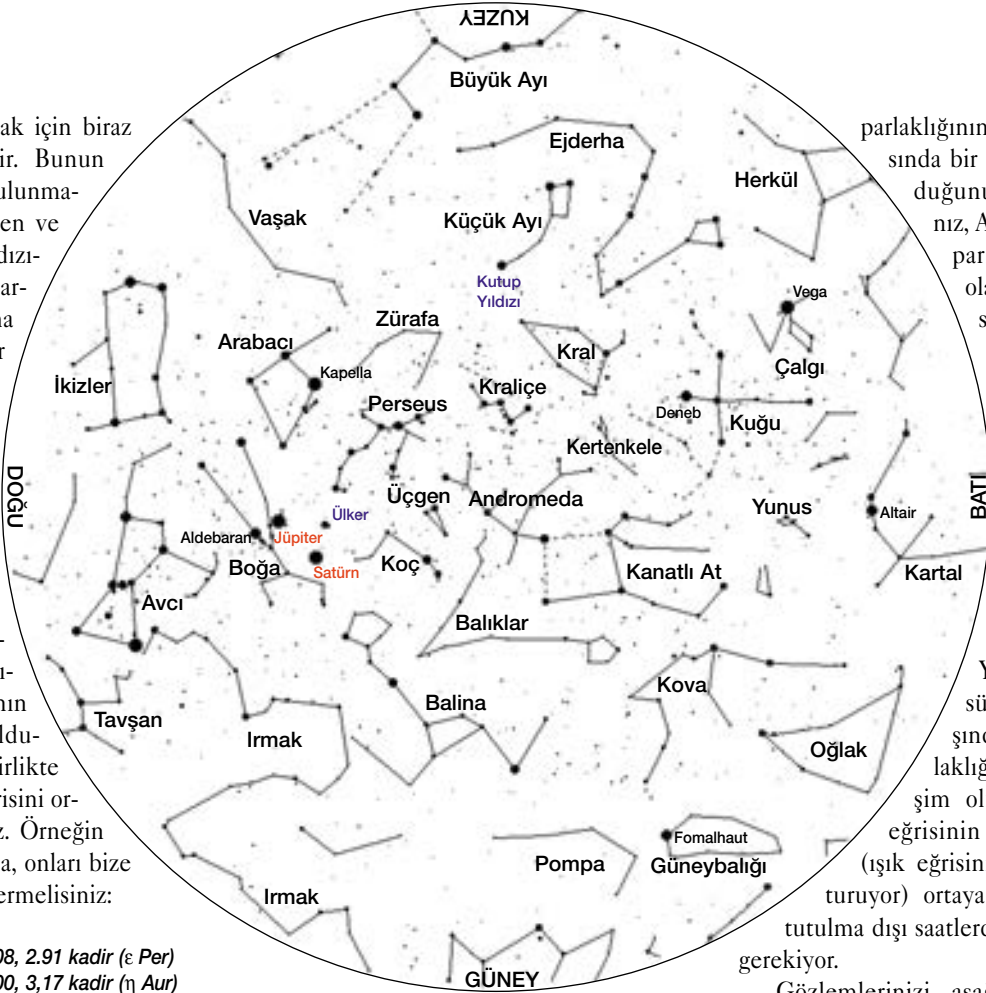 KUZEY
Büyük Ayı
ak için biraz
ir. Bunun
ulunma-
en ve
dızı-
ar-
na
r
parlaklığının
sında bir
duğunu
nız, A
par
ola
s
Ejderha
Herkül
Vaşak
Küçük Ayı
Kutup
Yıldızı
Vega
Zürafa
Arabacı
Kapella
Kral
Çalgı
İkizler
Kraliçe
Perseus
Deneb
Kuğu
Kertenkele
DOĞU
BATI
Üçgen
Andromeda
Ülker
Yunus
Altair
Aldebaran
Jüpiter
Boğa
Satürn
Koç
Kanatlı At
Kartal
Avcı
Balıklar
-
ı-
nın
ldu-
irlikte
risini or-
z. Örneğin
a, onları bize
ermelisiniz:
Kova
Y
sü
şind
laklığ
şim ol
eğrisinin
(ışık eğrisin
turuyor) ortaya
tutulma dışı saatlerd
gerekiyor.
Tavşan
Irmak
Balina
Oğlak
Pompa
Fomalhaut
Güneybalığı
Irmak
GÜNEY
08, 2.91 kadir (ε Per)
00, 3,17 kadir (η Aur)
Gözlemlerinizi aşağ